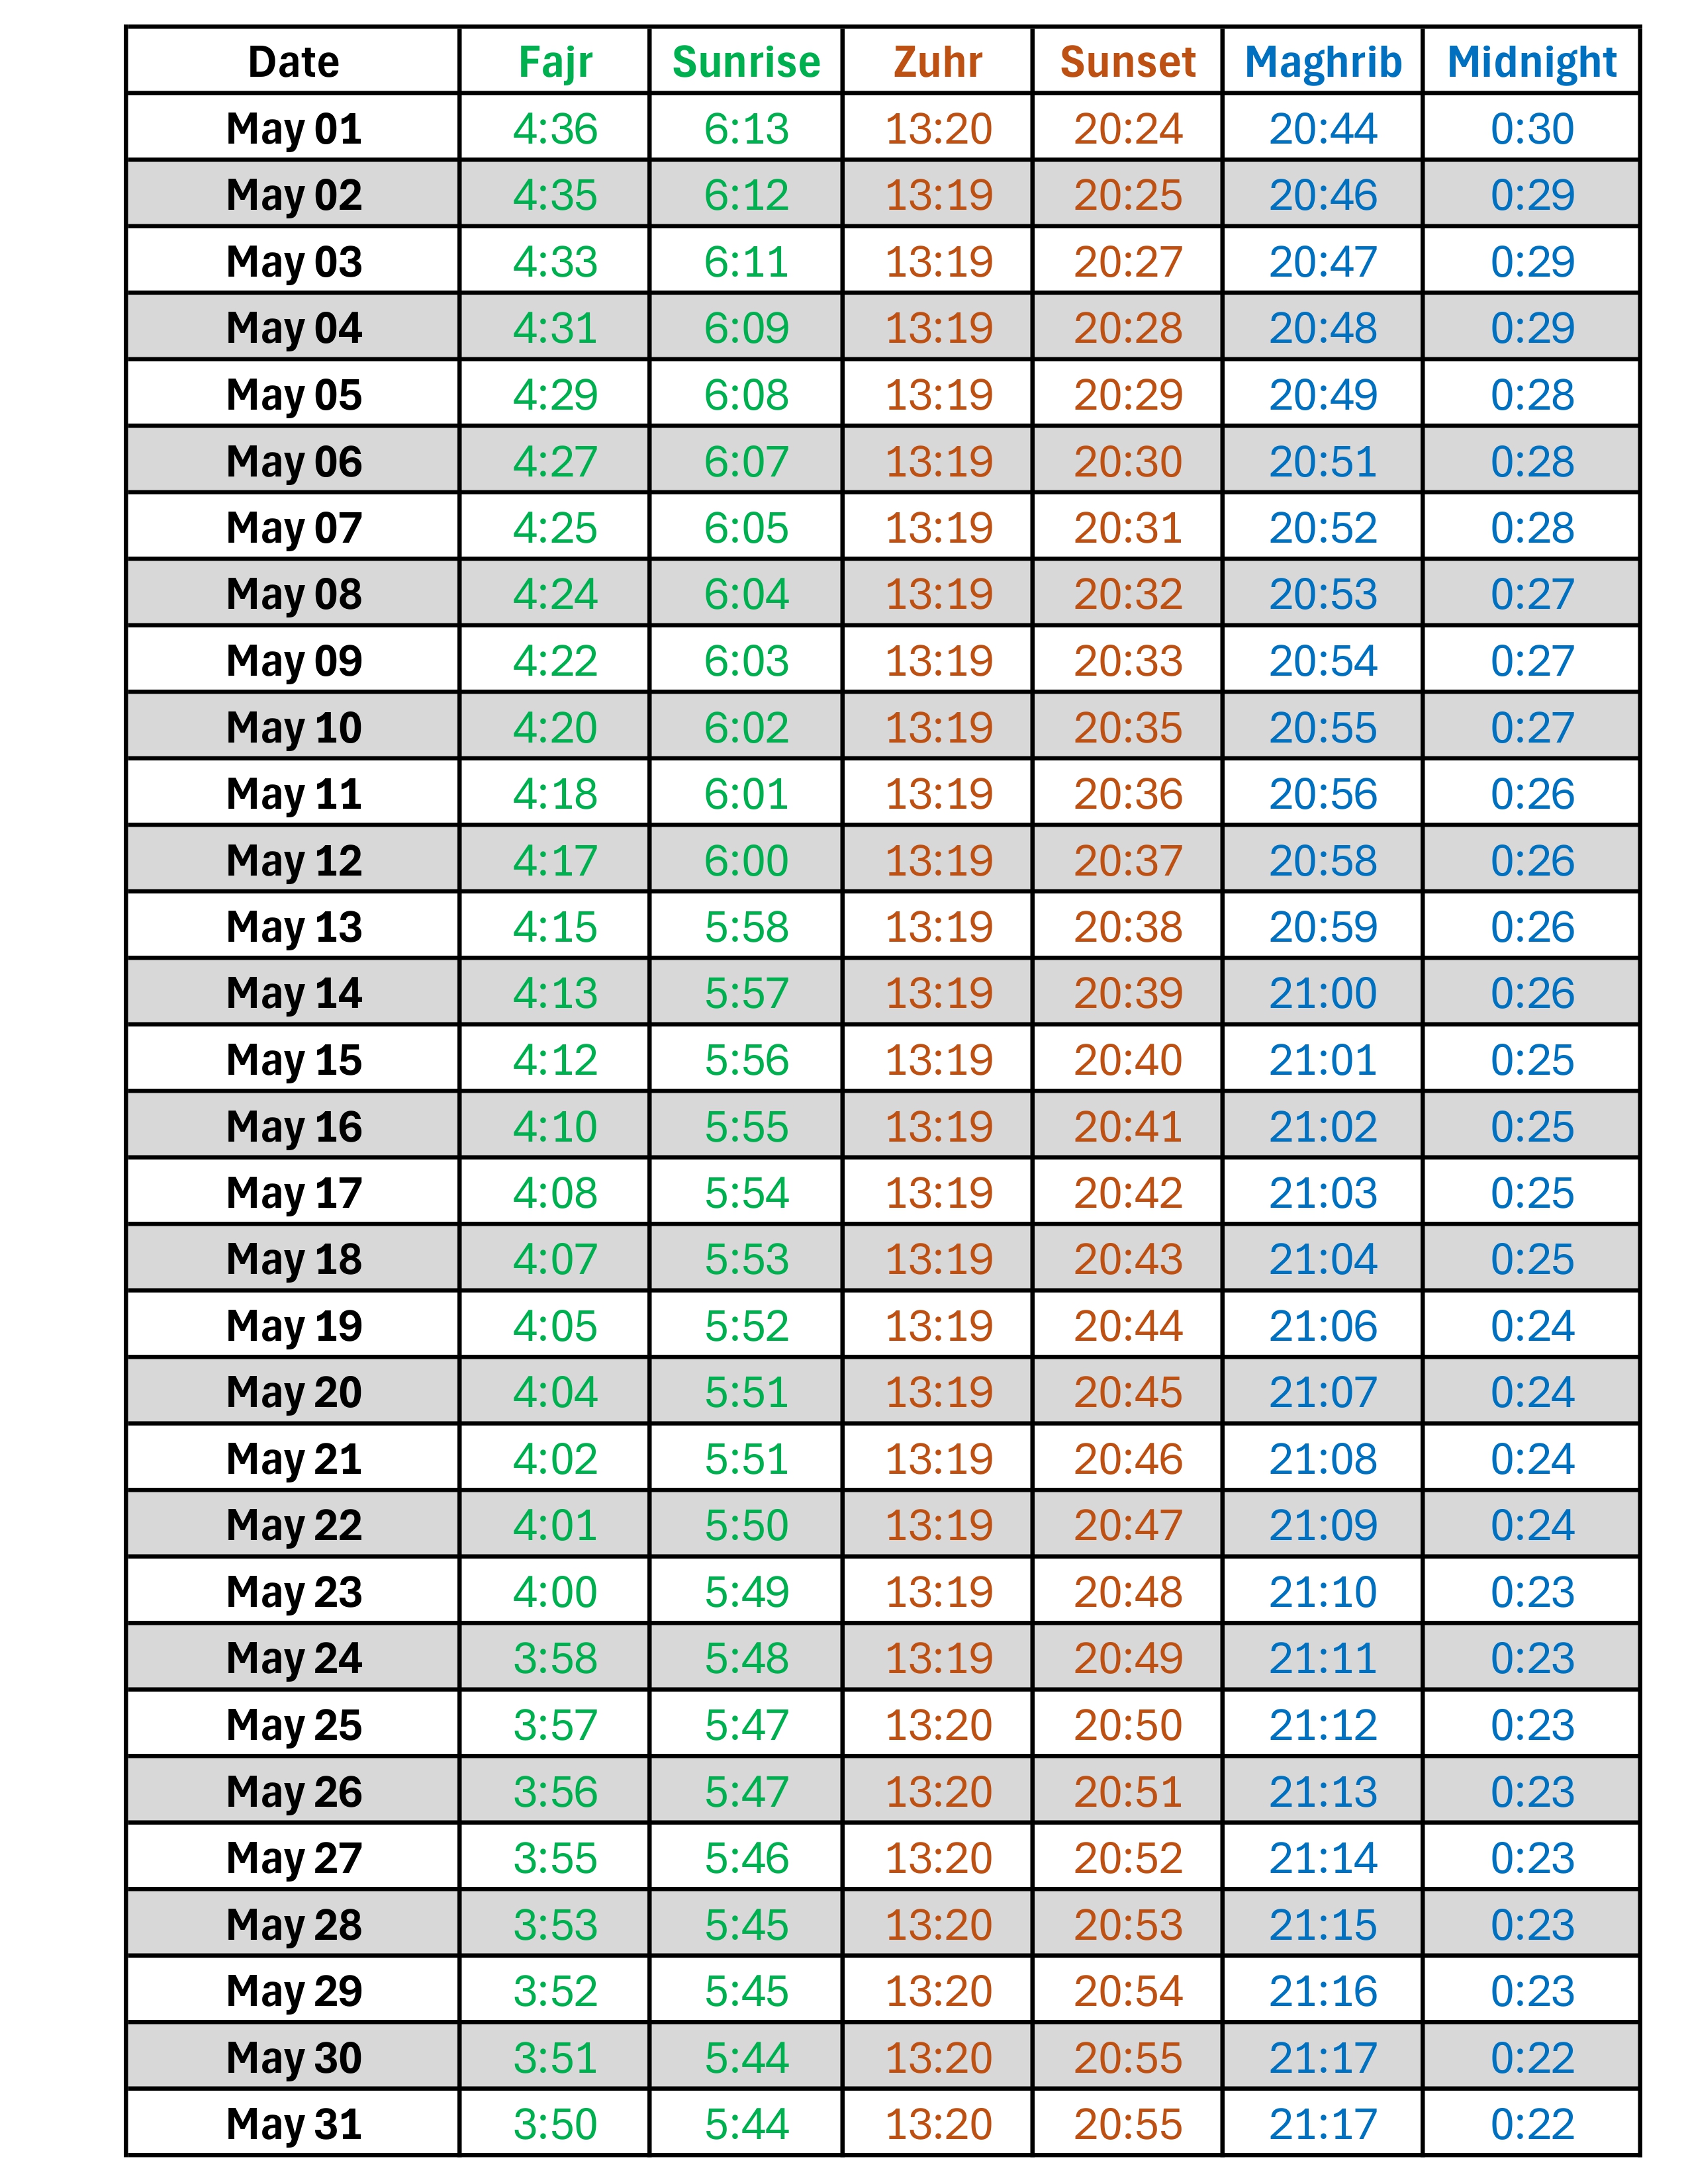 Date Fajr Sunrise Zuhr Sunset Maghrib Midnight
May 01 4:36 6:13 13:20 20:24 20:44 0:30
May 02 4:35 6:12 13:19 20:25 20:46 0:29
May 03 4:33 6:11 13:19 20:27 20:47 0:29
May 04 4:31 6:09 13:19 20:28 20:48 0:29
May 05 4:29 6:08 13:19 20:29 20:49 0:28
May 06 4:27 6:07 13:19 20:30 20:51 0:28
May 07 4:25 6:05 13:19 20:31 20:52 0:28
May 08 4:24 6:04 13:19 20:32 20:53 0:27
May 09 4:22 6:03 13:19 20:33 20:54 0:27
May 10 4:20 6:02 13:19 20:35 20:55 0:27
May 11 4:18 6:01 13:19 20:36 20:56 0:26
May 12 4:17 6:00 13:19 20:37 20:58 0:26
May 13 4:15 5:58 13:19 20:38 20:59 0:26
May 14 4:13 5:57 13:19 20:39 21:00 0:26
May 15 4:12 5:56 13:19 20:40 21:01 0:25
May 16 4:10 5:55 13:19 20:41 21:02 0:25
May 17 4:08 5:54 13:19 20:42 21:03 0:25
May 18 4:07 5:53 13:19 20:43 21:04 0:25
May 19 4:05 5:52 13:19 20:44 21:06 0:24
May 20 4:04 5:51 13:19 20:45 21:07 0:24
May 21 4:02 5:51 13:19 20:46 21:08 0:24
May 22 4:01 5:50 13:19 20:47 21:09 0:24
May 23 4:00 5:49 13:19 20:48 21:10 0:23
May 24 3:58 5:48 13:19 20:49 21:11 0:23
May 25 3:57 5:47 13:20 20:50 21:12 0:23
May 26 3:56 5:47 13:20 20:51 21:13 0:23
May 27 3:55 5:46 13:20 20:52 21:14 0:23
May 28 3:53 5:45 13:20 20:53 21:15 0:23
May 29 3:52 5:45 13:20 20:54 21:16 0:23
May 30 3:51 5:44 13:20 20:55 21:17 0:22
May 31 3:50 5:44 13:20 20:55 21:17 0:22